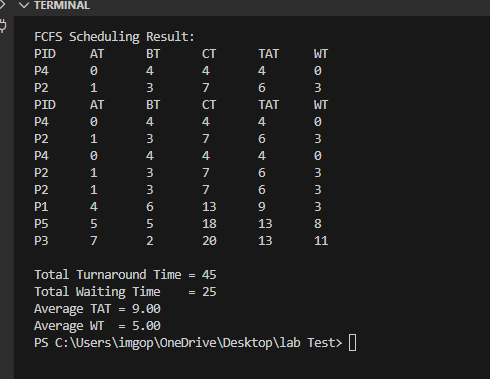 TERMINAL
FCFS Scheduling Result:
PID AT BT CT TAT WT
P4 0 4 4 4 0
P2 1 3 7 6 3
PID AT BT CT TAT WT
P4 0 4 4 4 0
P2 1 3 7 6 3
P4 0 4 4 4 0
P2 1 3 7 6 3
P2 1 3 7 6 3
P1 4 6 13 9 3
P5 5 5 18 13 8
P3 7 2 20 13 11
Total Turnaround Time = 45
Total Waiting Time = 25
Average TAT = 9.00
Average WT = 5.00
PS C:\Users\imgop\OneDrive\Desktop\lab Test>